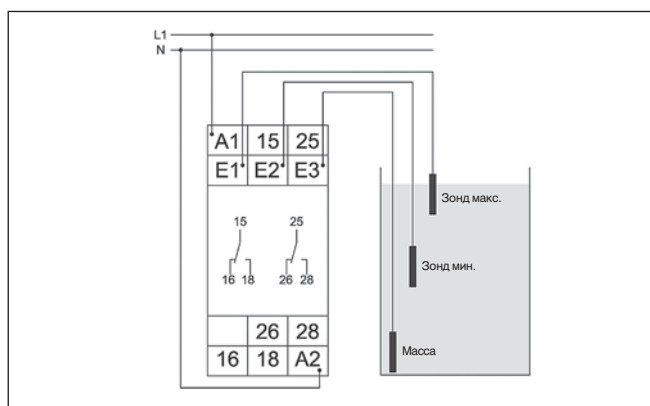 L1
N
A1 15 25
E1 E2 E3
15 25
16 18 26 28
26 28
16 18 A2
Зонд макс.
Зонд мин.
Масса